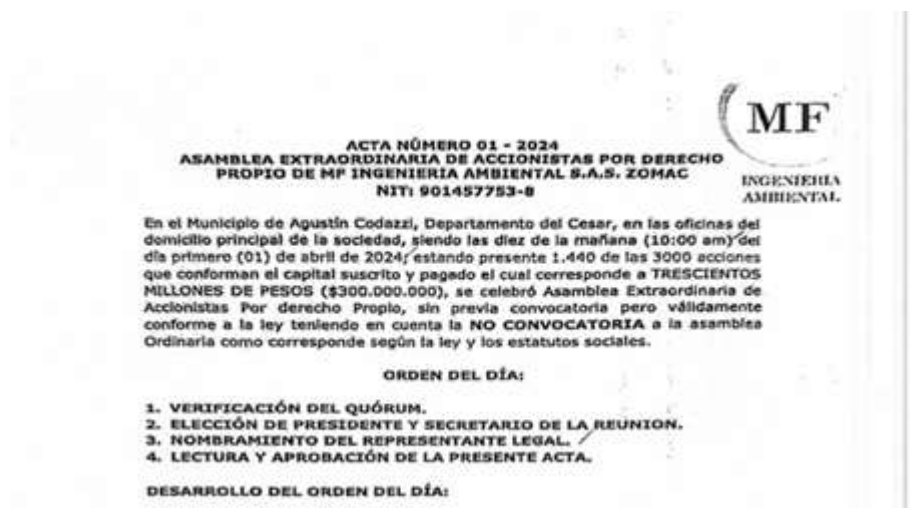 MF
INGENIERIA
AMBIENTAL
ACTA NÚMERO 01 - 2024
ASAMBLEA EXTRAORDINARIA DE ACCIONISTAS POR DERECHO
PROPIO DE MF INGENIERIA AMBIENTAL S.A.S. ZOMAC
NIT: 901457753-8
En el Municipio de Agustín Codazzi, Departamento del Cesar, en las oficinas del
domicilio principal de la sociedad, siendo las diez de la mañana (10:00 am) del
día primero (01) de abril de 2024, estando presente 1.440 de las 3000 acciones
que conforman el capital suscrito y pagado el cual corresponde a TRESCIENTOS
MILLONES DE PESOS ($300.000.000), se celebró Asamblea Extraordinaria de
Accionistas Por derecho Propio, sin previa convocatoria pero válidamente
conforme a la ley teniendo en cuenta la NO CONVOCATORIA a la asamblea
Ordinaria como corresponde según la ley y los estatutos sociales.
ORDEN DEL DÍA:
1. VERIFICACIÓN DEL QUÓRUM.
2. ELECCIÓN DE PRESIDENTE Y SECRETARIO DE LA REUNION.
3. NOMBRAMIENTO DEL REPRESENTANTE LEGAL.
4. LECTURA Y APROBACIÓN DE LA PRESENTE ACTA.
DESARROLLO DEL ORDEN DEL DÍA: